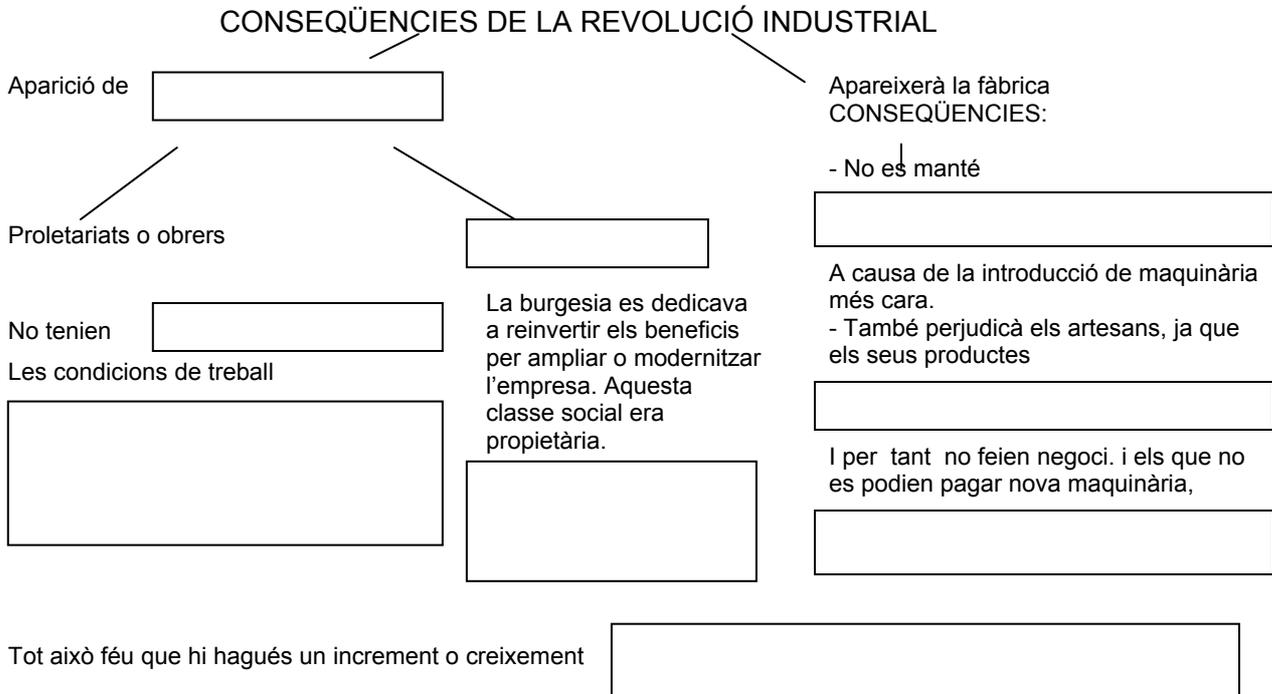 CONSEQÜENCIES DE LA REVOLUCIÓ INDUSTRIAL
Aparició de
Proletariats o obrers
No tenien
Les condicions de treball
La burgesia es dedicava
a reinvertir els beneficis
per ampliar o modernitzar
l’empresa. Aquesta
classe social era
propietària.
Apareixerà la fàbrica
CONSEQÜENCIES:
- No es manté
A causa de la introducció de maquinària
més cara.
- També perjudicà els artesans, ja que
els seus productes
I per tant no feien negoci. i els que no
es podien pagar nova maquinària,
Tot això féu que hi hagués un increment o creixement